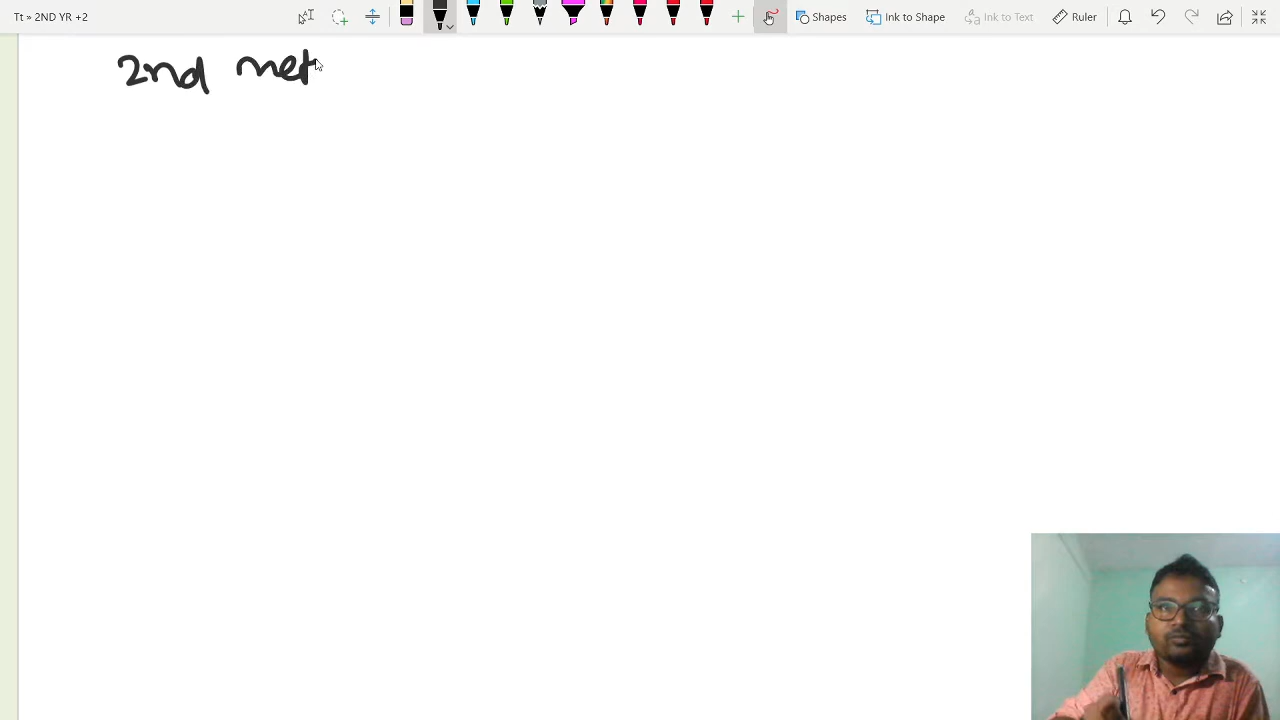 Tt » 2ND YR +2
Shapes Ink to Shape Ink to Text Ruler
2nd met